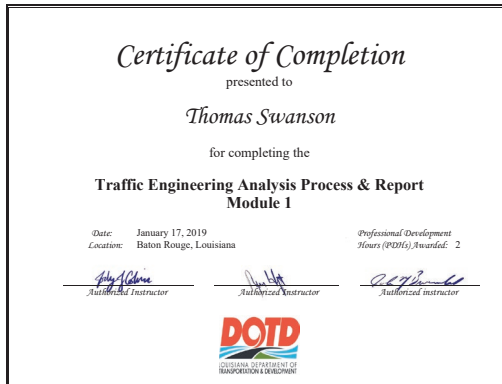 Certificate of Completion
presented to
Thomas Swanson
for completing the
Traffic Engineering Analysis Process & Report
Module 1
Date: January 17, 2019
Location: Baton Rouge, Louisiana
Professional Development
Hours (PDHs) Awarded: 2
Authorized Instructor
Authorized Instructor
Authorized instructor
DOTD
LOUISIANA DEPARTMENT OF
TRANSPORTATION & DEVELOPMENT